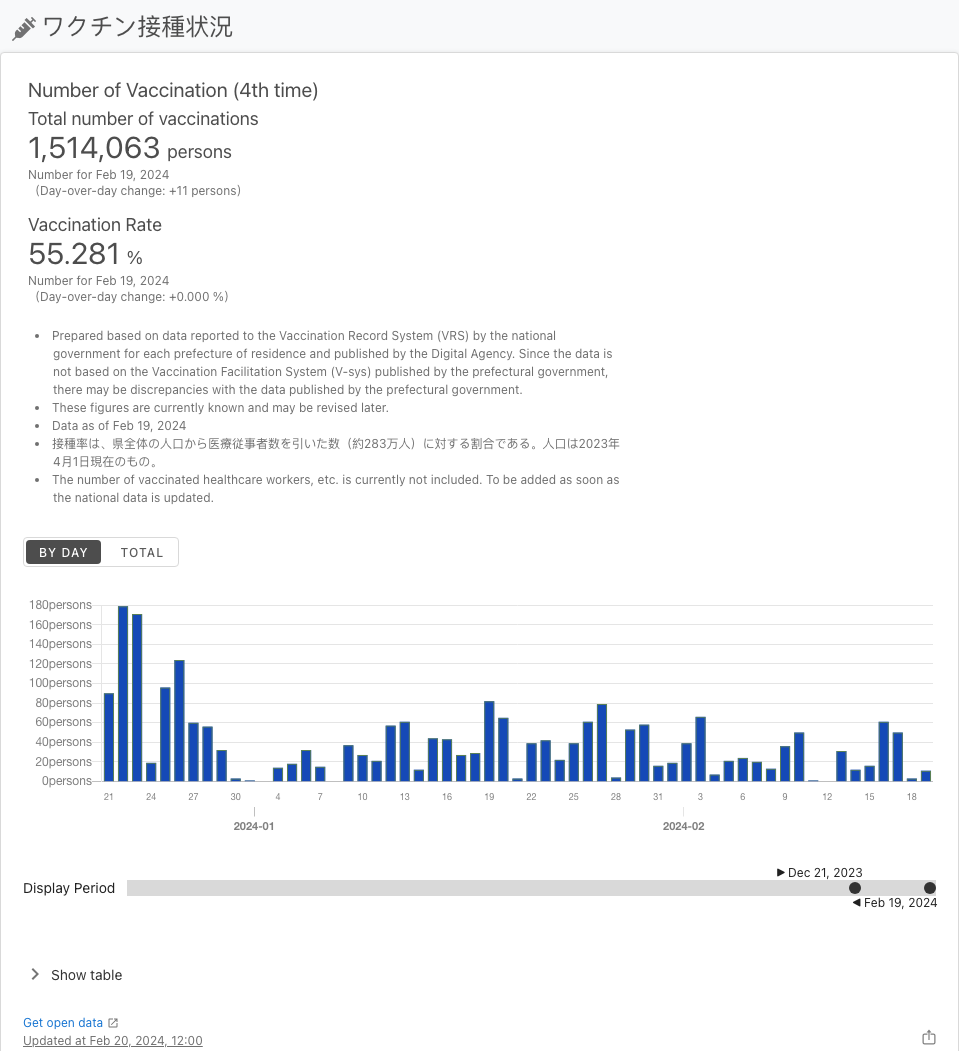 ワクチン接種状況
Number of Vaccination (4th time)
Total number of vaccinations
1,514,063 persons
Number for Feb 19, 2024
(Day-over-day change: +11 persons)
Vaccination Rate
55.281 %
Number for Feb 19, 2024
(Day-over-day change: +0.000 %)
• Prepared based on data reported to the Vaccination Record System (VRS) by the national
government for each prefecture of residence and published by the Digital Agency. Since the data is
not based on the Vaccination Facilitation System (V-sys) published by the prefectural government,
there may be discrepancies with the data published by the prefectural government.
• These figures are currently known and may be revised later.
• Data as of Feb 19, 2024
• 接種率は、県全体の人口から医療従事者数を引いた数（約283万人）に対する割合である。人口は2023年
4月1日現在のもの。
• The number of vaccinated healthcare workers, etc. is currently not included. To be added as soon as
the national data is updated.
BY DAY TOTAL
180persons
160persons
140persons
120persons
100persons
80persons
60persons
40persons
20persons
0persons
21 24 27 30 4 7 10 13 16 19 22 25 28 31 3 6 9 12 15 18
2024-01 2024-02
▶ Dec 21, 2023
Display Period
◀ Feb 19, 2024
Show table
Get open data
Updated at Feb 20, 2024, 12:00